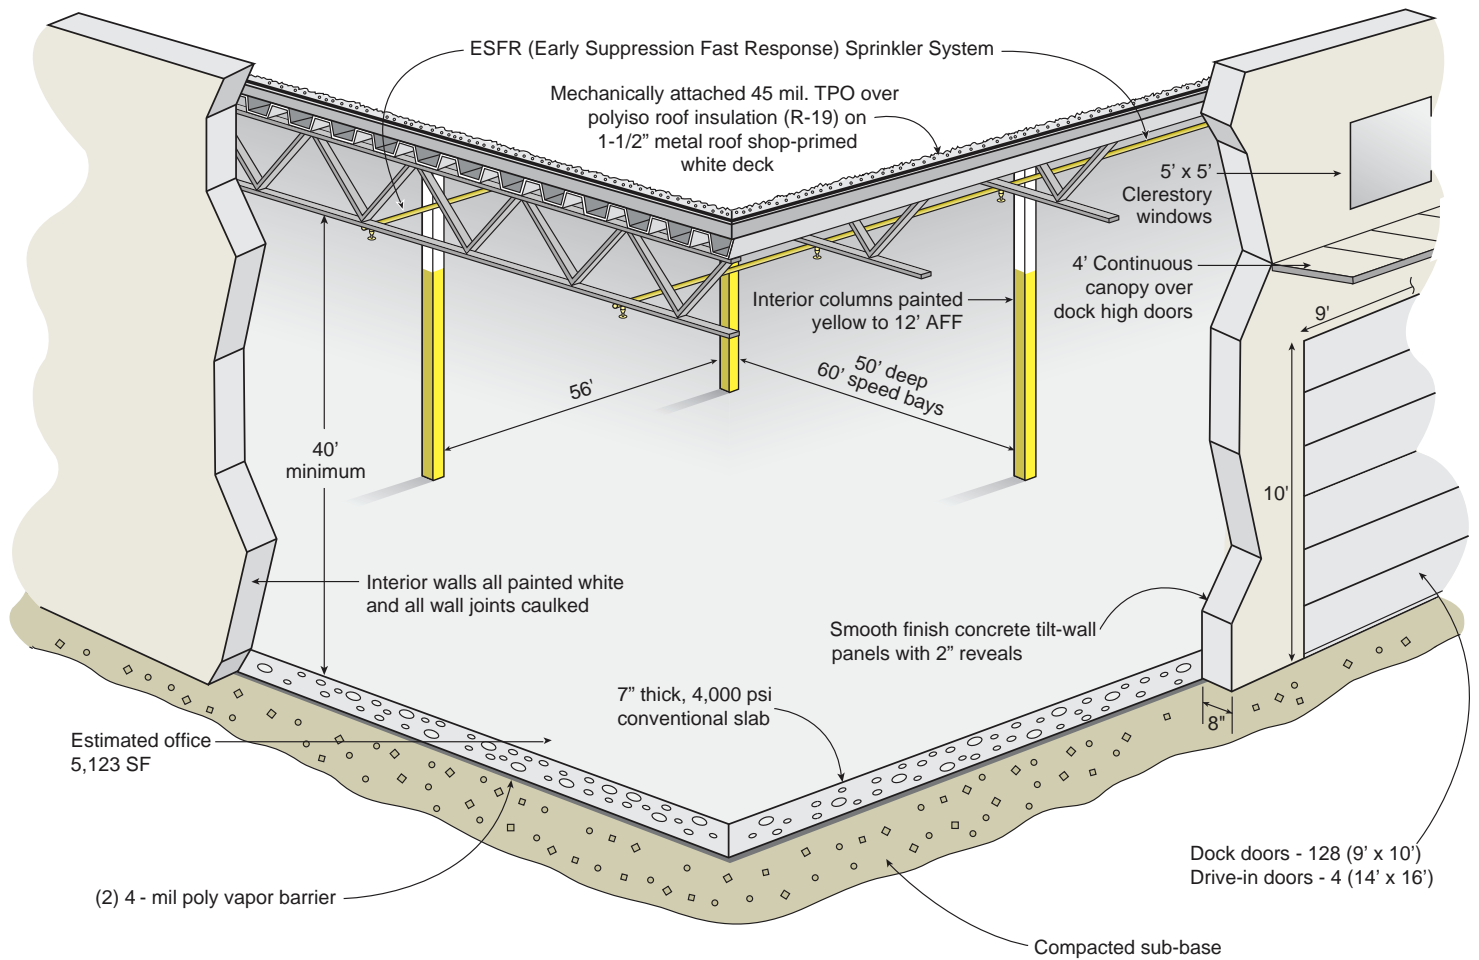 ESFR (Early Suppression Fast Response) Sprinkler System
Mechanically attached 45 mil. TPO over
polyiso roof insulation (R-19) on
1-1/2” metal roof shop-primed
white deck
5’ x 5’
Clerestory
windows
4’ Continuous
canopy over
dock high doors
9'
Interior columns painted
yellow to 12’ AFF
56'
50’ deep
60’ speed bays
40’
minimum
10'
Interior walls all painted white
and all wall joints caulked
Smooth finish concrete tilt-wall
panels with 2” reveals
7” thick, 4,000 psi
conventional slab
8"
Estimated office
5,123 SF
Dock doors - 128 (9’ x 10’)
Drive-in doors - 4 (14’ x 16’)
(2) 4 - mil poly vapor barrier
Compacted sub-base